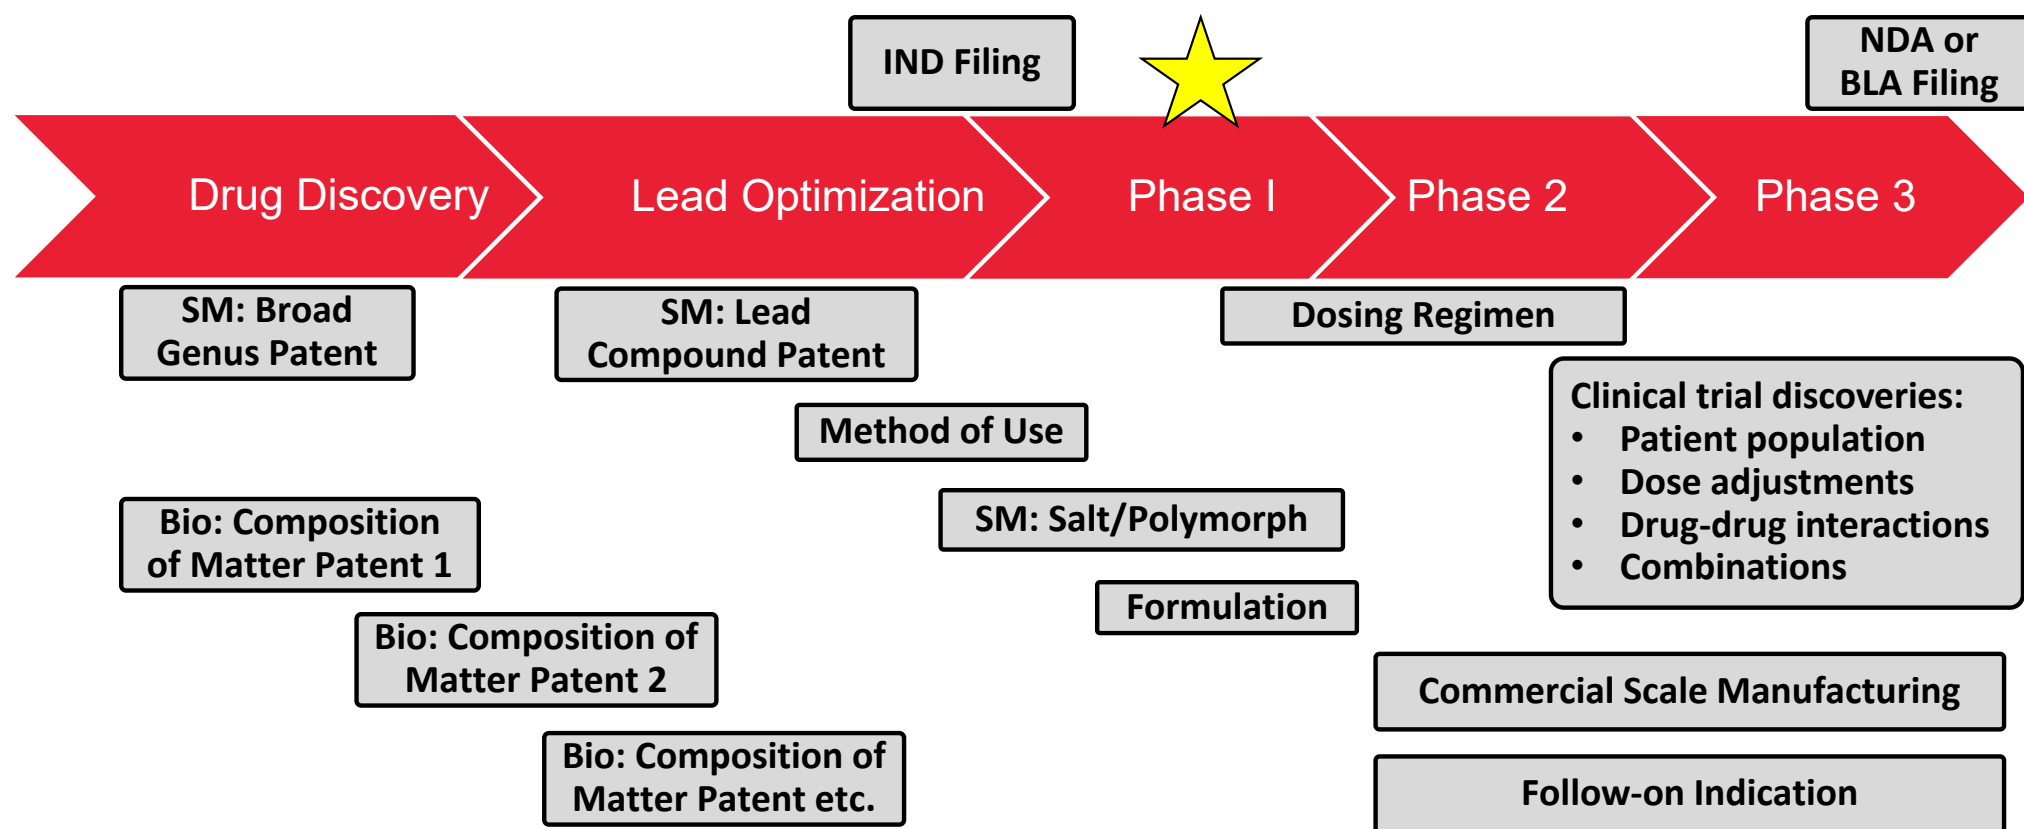 IND Filing
NDA or
BLA Filing
Drug Discovery
Lead Optimization
Phase I
Phase 2
Phase 3
SM: Broad
Genus Patent
SM: Lead
Compound Patent
Dosing Regimen
Method of Use
Clinical trial discoveries:
• Patient population
• Dose adjustments
• Drug-drug interactions
• Combinations
Bio: Composition
of Matter Patent 1
SM: Salt/Polymorph
Formulation
Bio: Composition of
Matter Patent 2
Commercial Scale Manufacturing
Bio: Composition of
Matter Patent etc.
Follow-on Indication